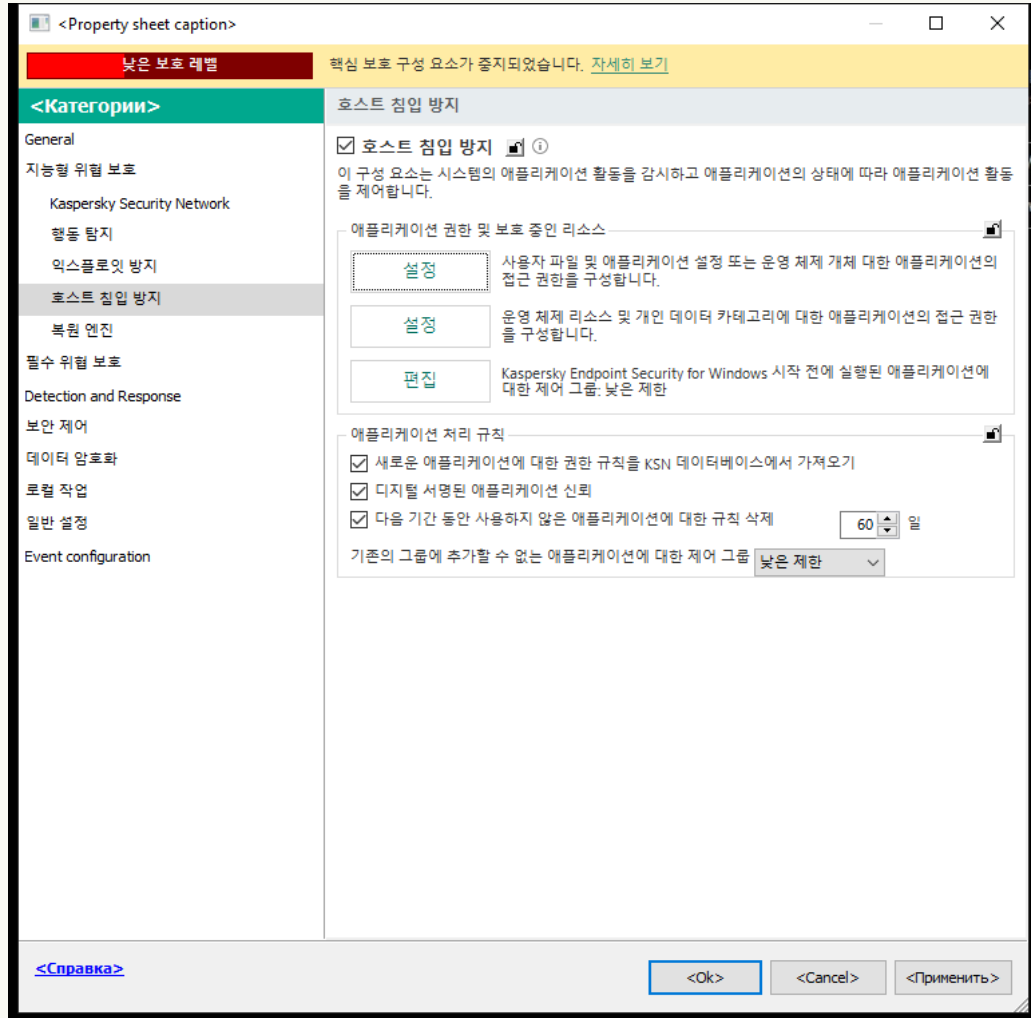 <Property sheet caption>
낮은 보호 레벨
핵심 보호 구성 요소가 중지되었습니다. 자세히 보기
<Категории>
General
지능형 위협 보호
Kaspersky Security Network
행동 탐지
익스플로잇 방지
호스트 침입 방지
복원 엔진
필수 위협 보호
Detection and Response
보안 제어
데이터 암호화
로컬 작업
일반 설정
Event configuration
호스트 침입 방지
호스트 침입 방지
이 구성 요소는 시스템의 애플리케이션 활동을 감시하고 애플리케이션의 상태에 따라 애플리케이션 활동
을 제어합니다.
애플리케이션 권한 및 보호 중인 리소스
설정
사용자 파일 및 애플리케이션 설정 또는 운영 체제 개체 대한 애플리케이션의
접근 권한을 구성합니다.
설정
운영 체제 리소스 및 개인 데이터 카테고리에 대한 애플리케이션의 접근 권한
을 구성합니다.
편집
Kaspersky Endpoint Security for Windows 시작 전에 실행된 애플리케이션에
대한 제어 그룹: 낮은 제한
애플리케이션 처리 규칙
새로운 애플리케이션에 대한 권한 규칙을 KSN 데이터베이스에서 가져오기
디지털 서명된 애플리케이션 신뢰
다음 기간 동안 사용하지 않은 애플리케이션에 대한 규칙 삭제 60 일
기존의 그룹에 추가할 수 없는 애플리케이션에 대한 제어 그룹 낮은 제한
<Справка>
<Ok> <Cancel> <Применить>